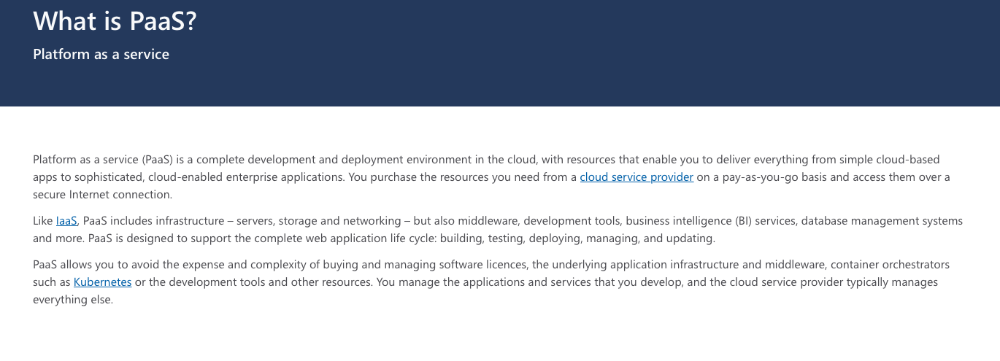 What is PaaS?
Platform as a service
Platform as a service (PaaS) is a complete development and deployment environment in the cloud, with resources that enable you to deliver everything from simple cloud-based
apps to sophisticated, cloud-enabled enterprise applications. You purchase the resources you need from a cloud service provider on a pay-as-you-go basis and access them over a
secure Internet connection.
Like IaaS, PaaS includes infrastructure – servers, storage and networking – but also middleware, development tools, business intelligence (BI) services, database management systems
and more. PaaS is designed to support the complete web application life cycle: building, testing, deploying, managing, and updating.
PaaS allows you to avoid the expense and complexity of buying and managing software licences, the underlying application infrastructure and middleware, container orchestrators
such as Kubernetes or the development tools and other resources. You manage the applications and services that you develop, and the cloud service provider typically manages
everything else.